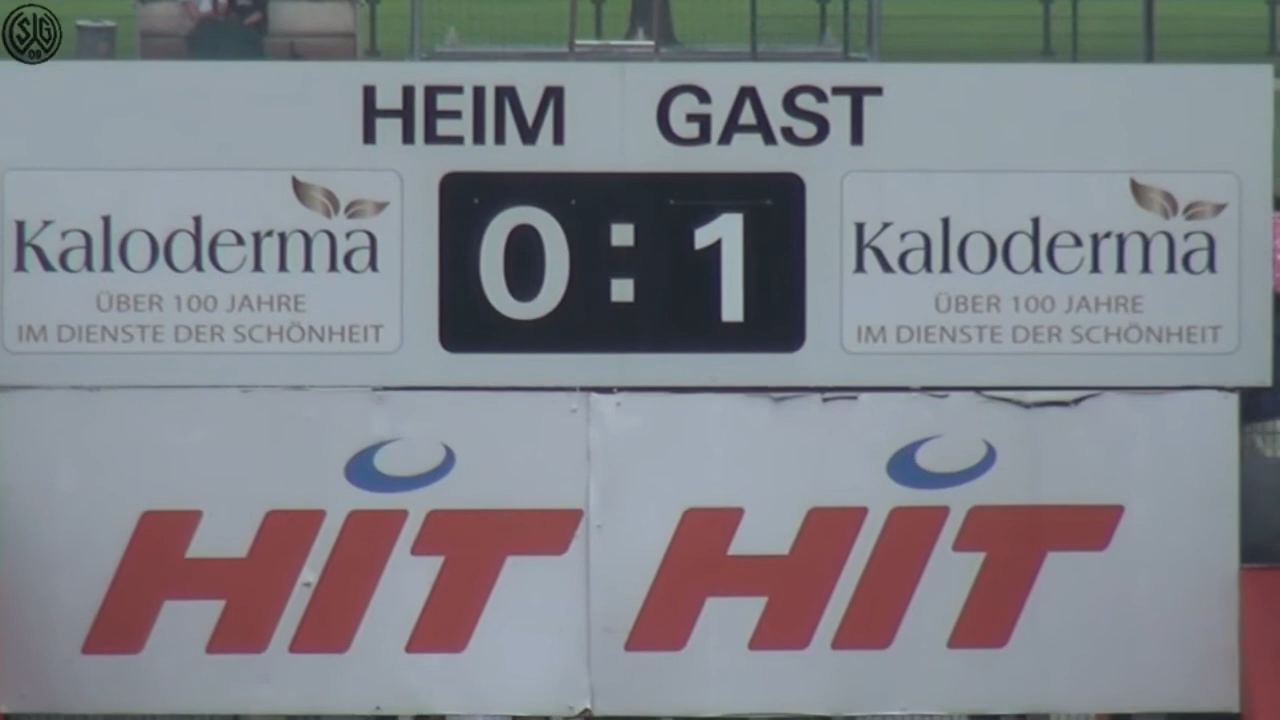 HEIM GAST
0 : 1
Kaloderma
ÜBER 100 JAHRE
IM DIENSTE DER SCHÖNHEIT
Kaloderma
ÜBER 100 JAHRE
IM DIENSTE DER SCHÖNHEIT
HIT HIT